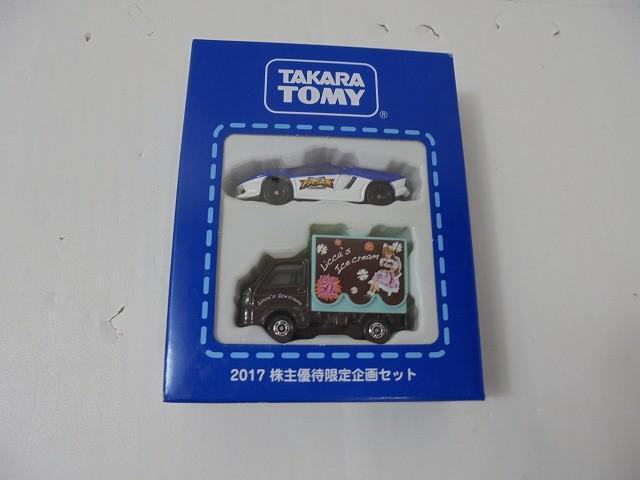 TAKARA
TOMY
®
Licca's
Ice cream
50
Licca's Ice cream
2017 株主優待限定企画セット